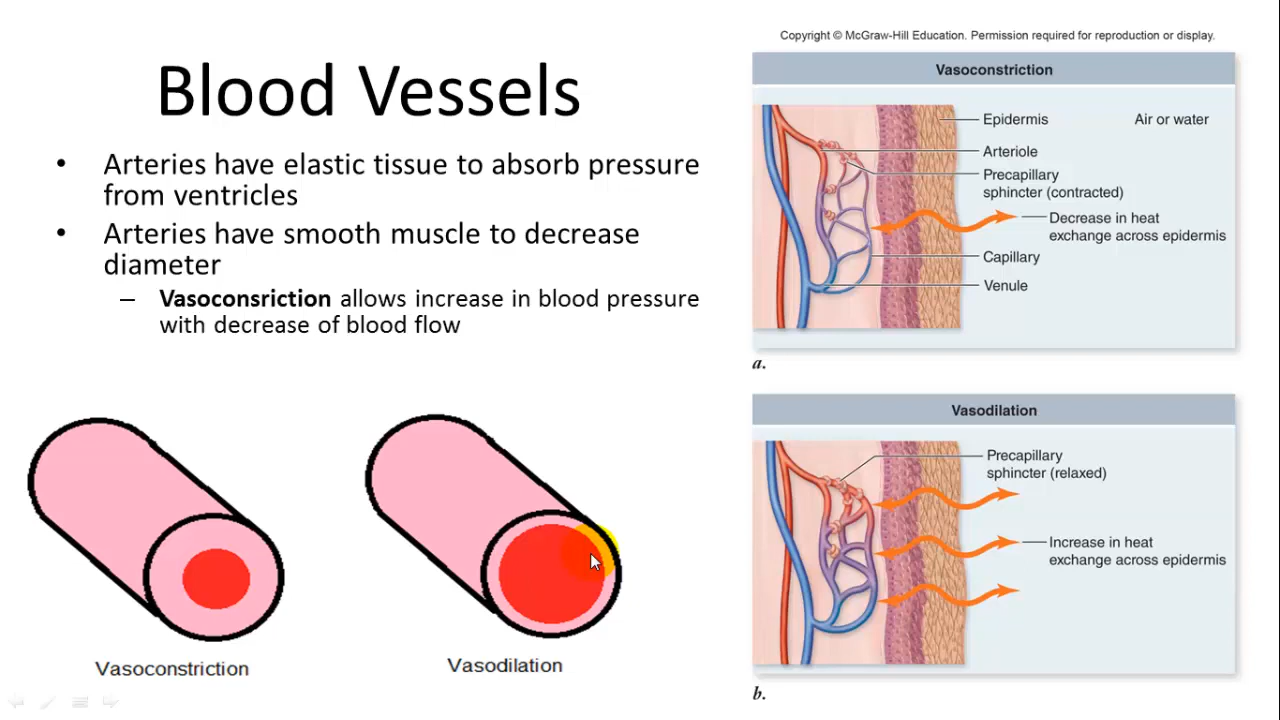 Blood Vessels
• Arteries have elastic tissue to absorb pressure
from ventricles
• Arteries have smooth muscle to decrease
diameter
– Vasoconsriction allows increase in blood pressure
with decrease of blood flow
Vasoconstriction
Vasodilation
Copyright © McGraw-Hill Education. Permission required for reproduction or display.
Vasoconstriction
Epidermis
Air or water
Arteriole
Precapillary
sphincter (contracted)
Decrease in heat
exchange across epidermis
Capillary
Venule
a.
Vasodilation
Precapillary
sphincter (relaxed)
Increase in heat
exchange across epidermis
b.